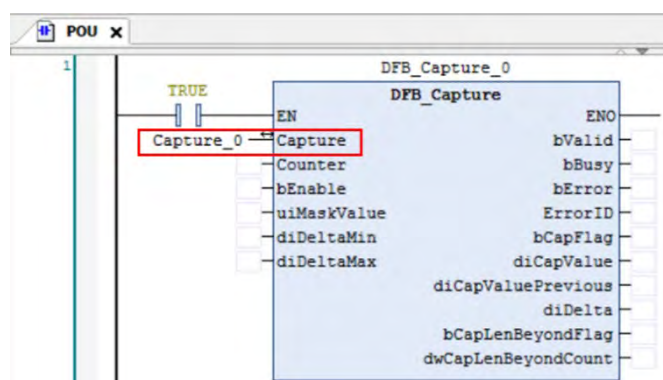 POU
1
DFB_Capture_0
TRUE
DFB_Capture
EN ENO
Capture_0 Capture bValid
Counter bBusy
bEnable bError
uiMaskValue ErrorID
diDeltaMin bCapFlag
diDeltaMax diCapValue
diCapValuePrevious
diDelta
bCapLenBeyondFlag
dwCapLenBeyondCount